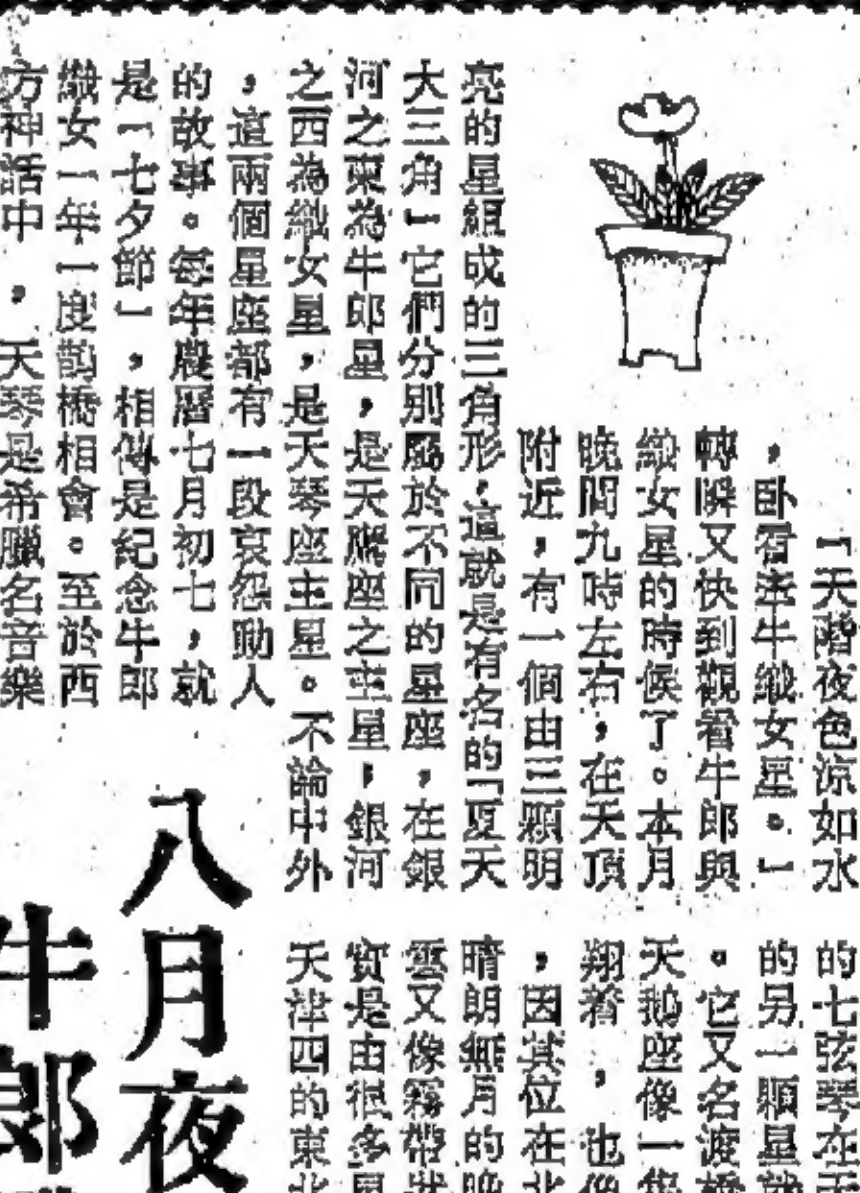 「天階夜色涼如水
，臥看牽牛織女星。」
轉瞬又快到觀看牛郎與
織女星的時候了。本月
晚間九時左右，在天頂
附近，有一個由三顆明
亮的星組成的三角形，這就是有名的「夏天
大三角」它們分別屬於不同的星座，在銀
河之東為牛郎星，是天鷹座之主星，銀河
之西為織女星，是天琴座主星。不論中外
，這兩個星座都有一段哀怨動人
的故事。每年農曆七月初七，就
是「七夕節」，相傳是紀念牛郎
織女一年一度鹊橋相會。至於西
方神話中，天琴是希臘名音樂
的七弦琴在天
的另一顆星就
。它又名渡橋
天鵝座像一隻
翔著，也像
，因其位在北
晴朗無月的晚
雲又像霧帶狀
實是由很多星
天津四的東北
八月夜
牛郎